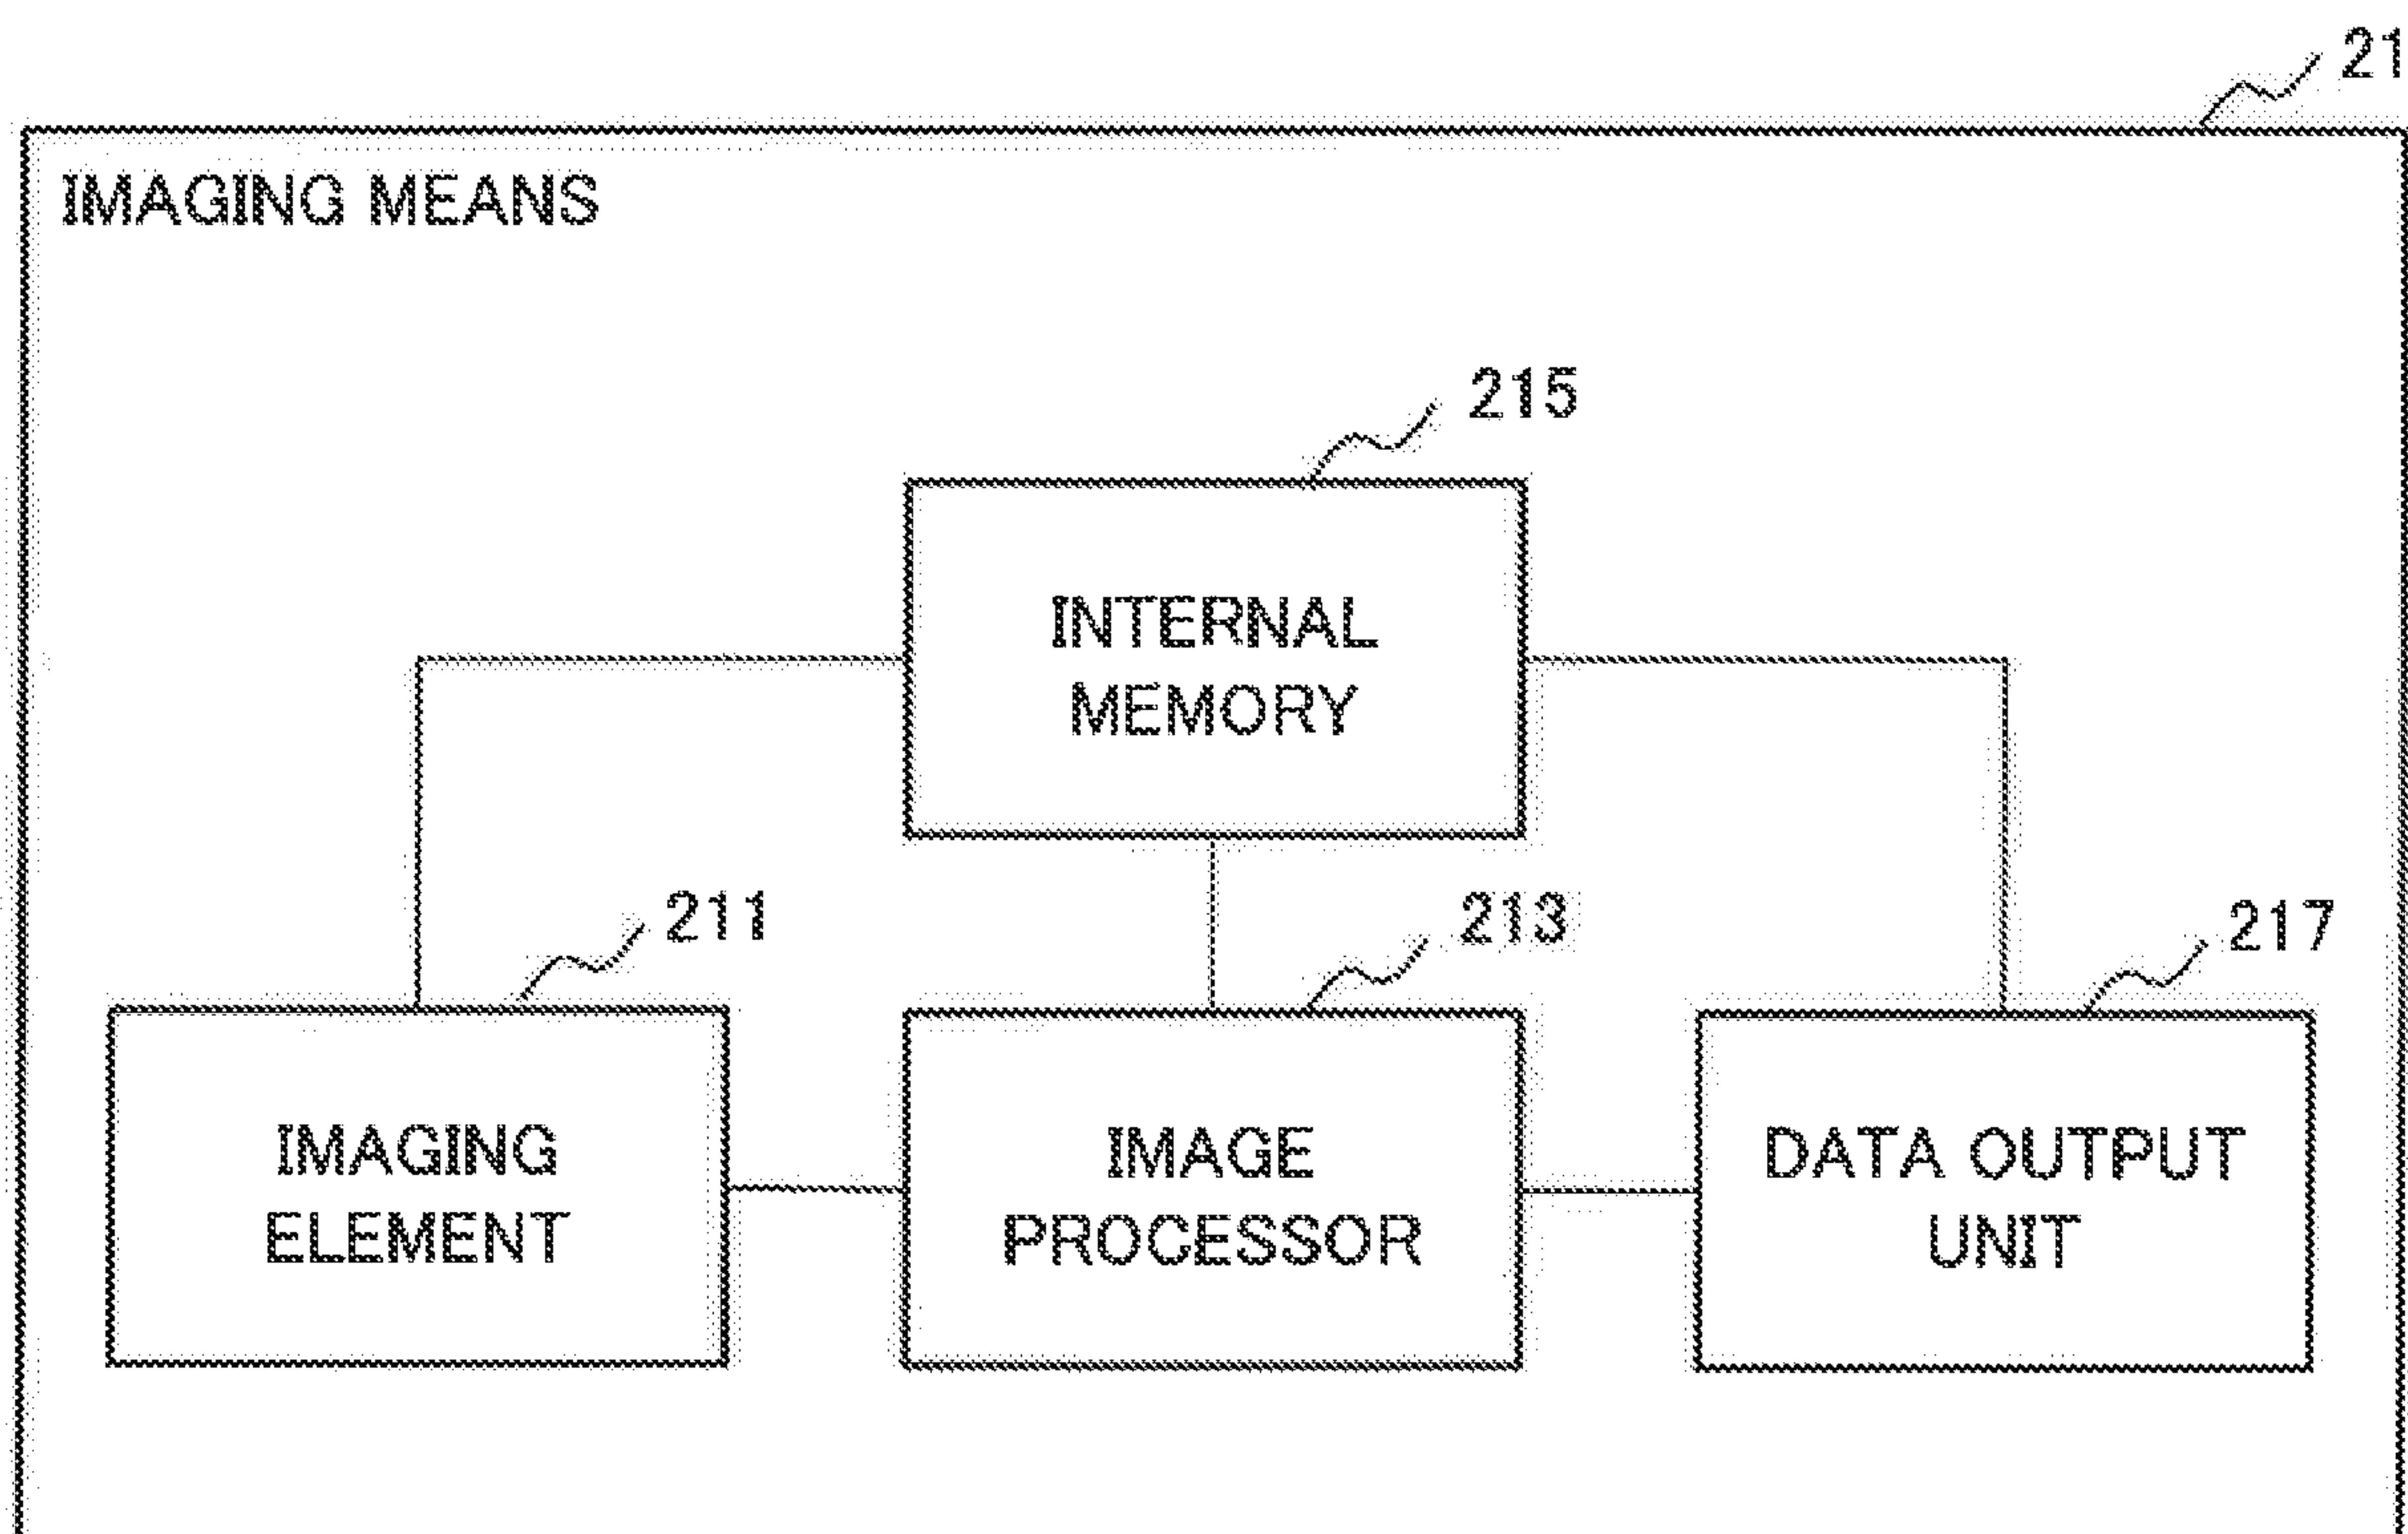 21
IMAGING MEANS
215
INTERNAL
MEMORY
211
213
217
IMAGING
ELEMENT
IMAGE
PROCESSOR
DATA OUTPUT
UNIT